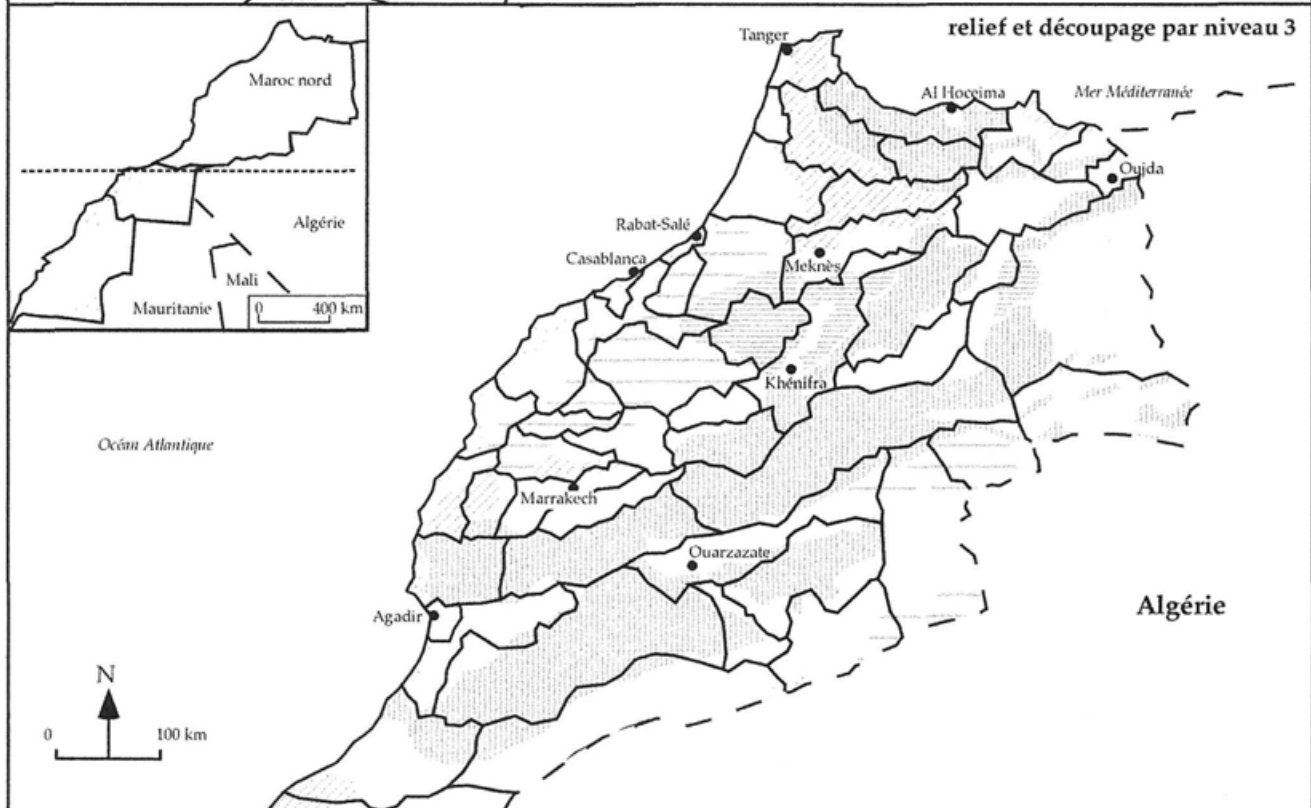 relief et découpage par niveau 3
Maroc nord
Algérie
Mali
Mauritanie
0 400 km
Tanger
Al Hoceima
Mer Méditerranée
Oujda
Rabat-Salé
Casablanca
Meknès
Khénifra
Océan Atlantique
Marrakech
Ouarzazate
Agadir
Algérie
N
0 100 km